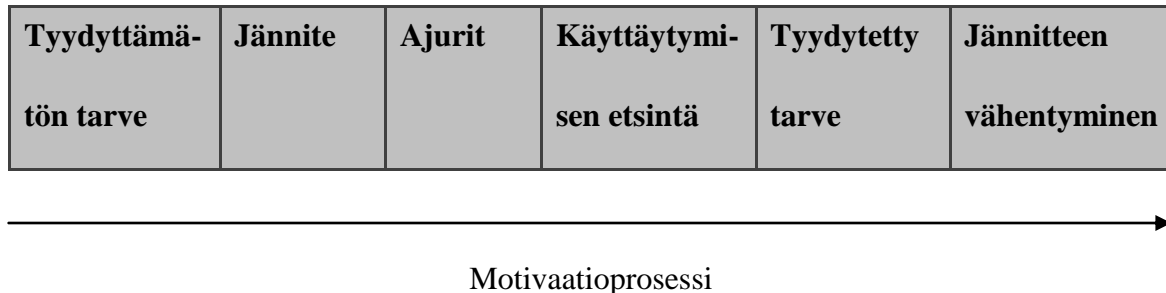 Tyydyttämä- Jännite Ajurit Käyttäytymi- Tyydytetty Jännitteen
tön tarve sen etsintä tarve vähentyminen
Motivaatioprosessi